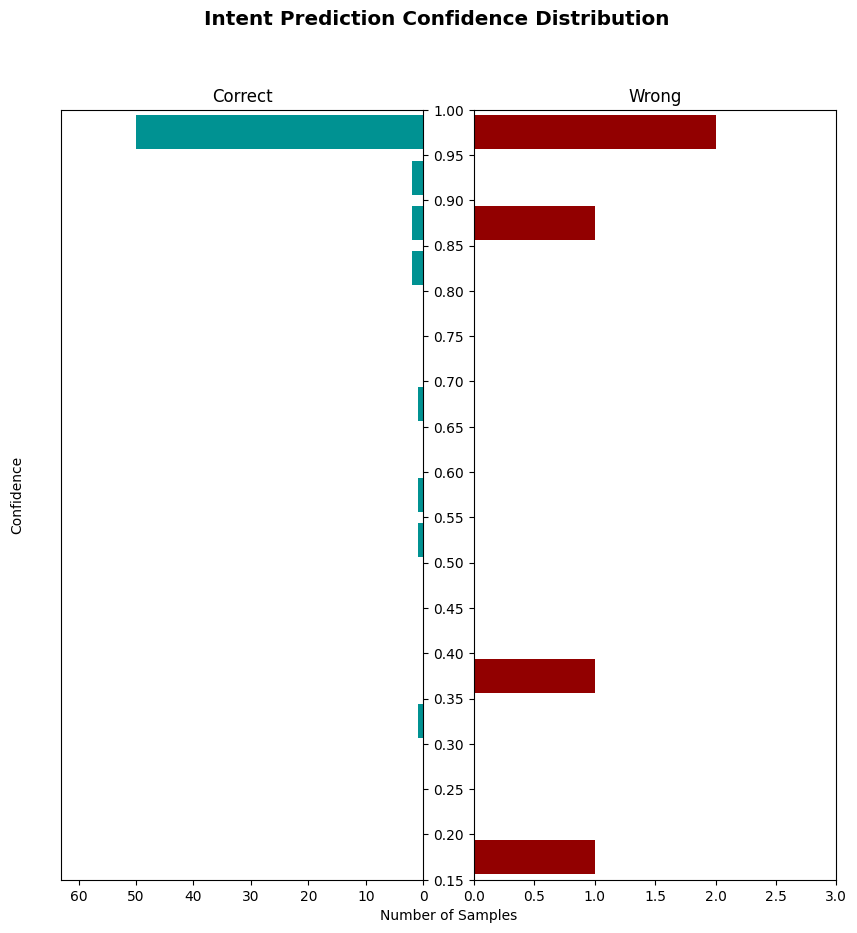 Intent Prediction Confidence Distribution
Correct
Wrong
Confidence
1.00
0.95
0.90
0.85
0.80
0.75
0.70
0.65
0.60
0.55
0.50
0.45
0.40
0.35
0.30
0.25
0.20
0.15
60 50 40 30 20 10 0
0.0 0.5 1.0 1.5 2.0 2.5 3.0
Number of Samples